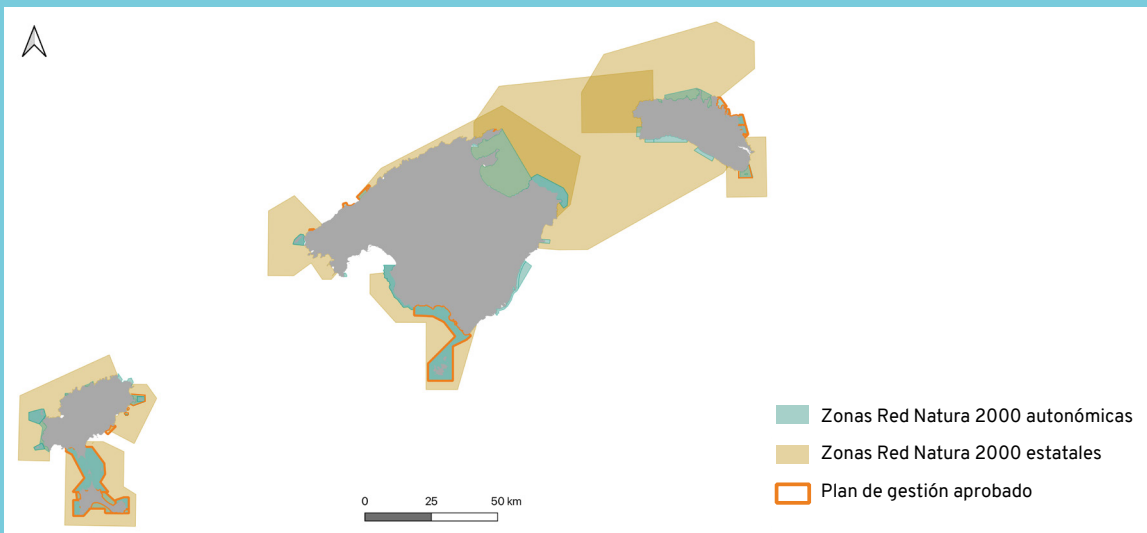 Zonas Red Natura 2000 autonómicas
Zonas Red Natura 2000 estatales
Plan de gestión aprobado
0 25 50 km